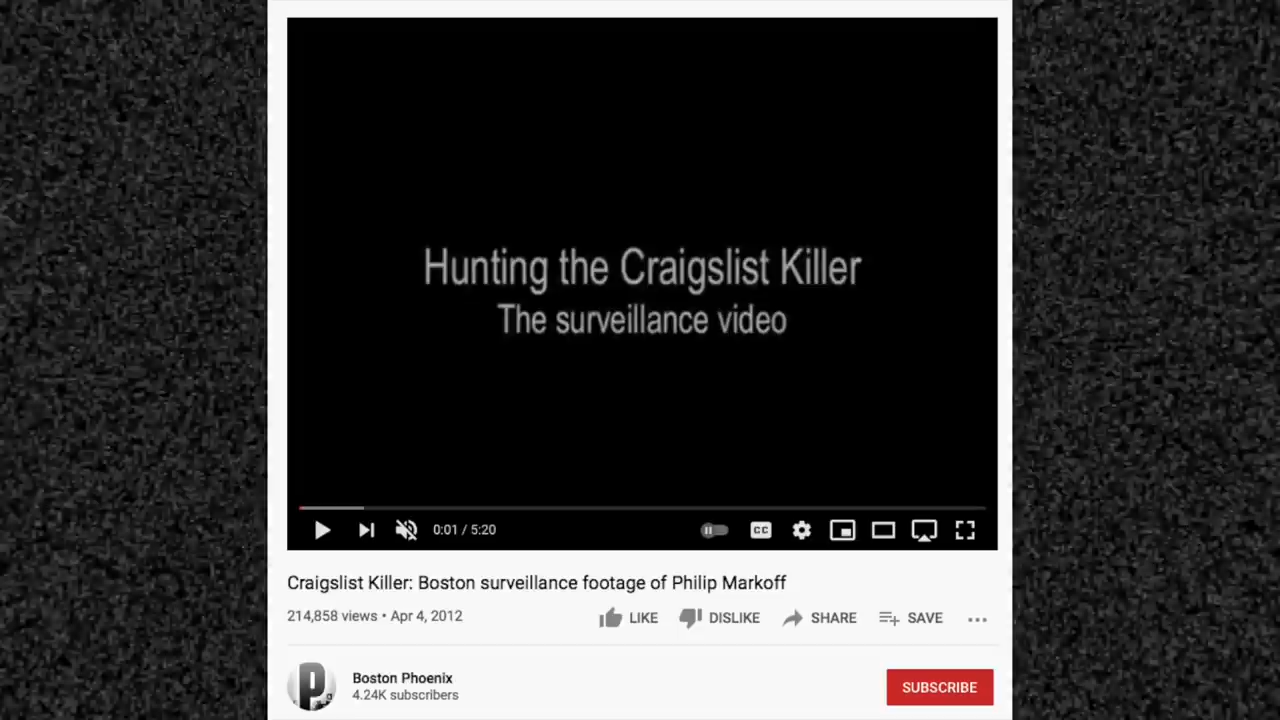 Hunting the Craigslist Killer
The surveillance video
0:01 / 5:20
CC
Craigslist Killer: Boston surveillance footage of Philip Markoff
214,858 views • Apr 4, 2012
LIKE
DISLIKE
SHARE
SAVE
P
Boston Phoenix
4.24K subscribers
SUBSCRIBE